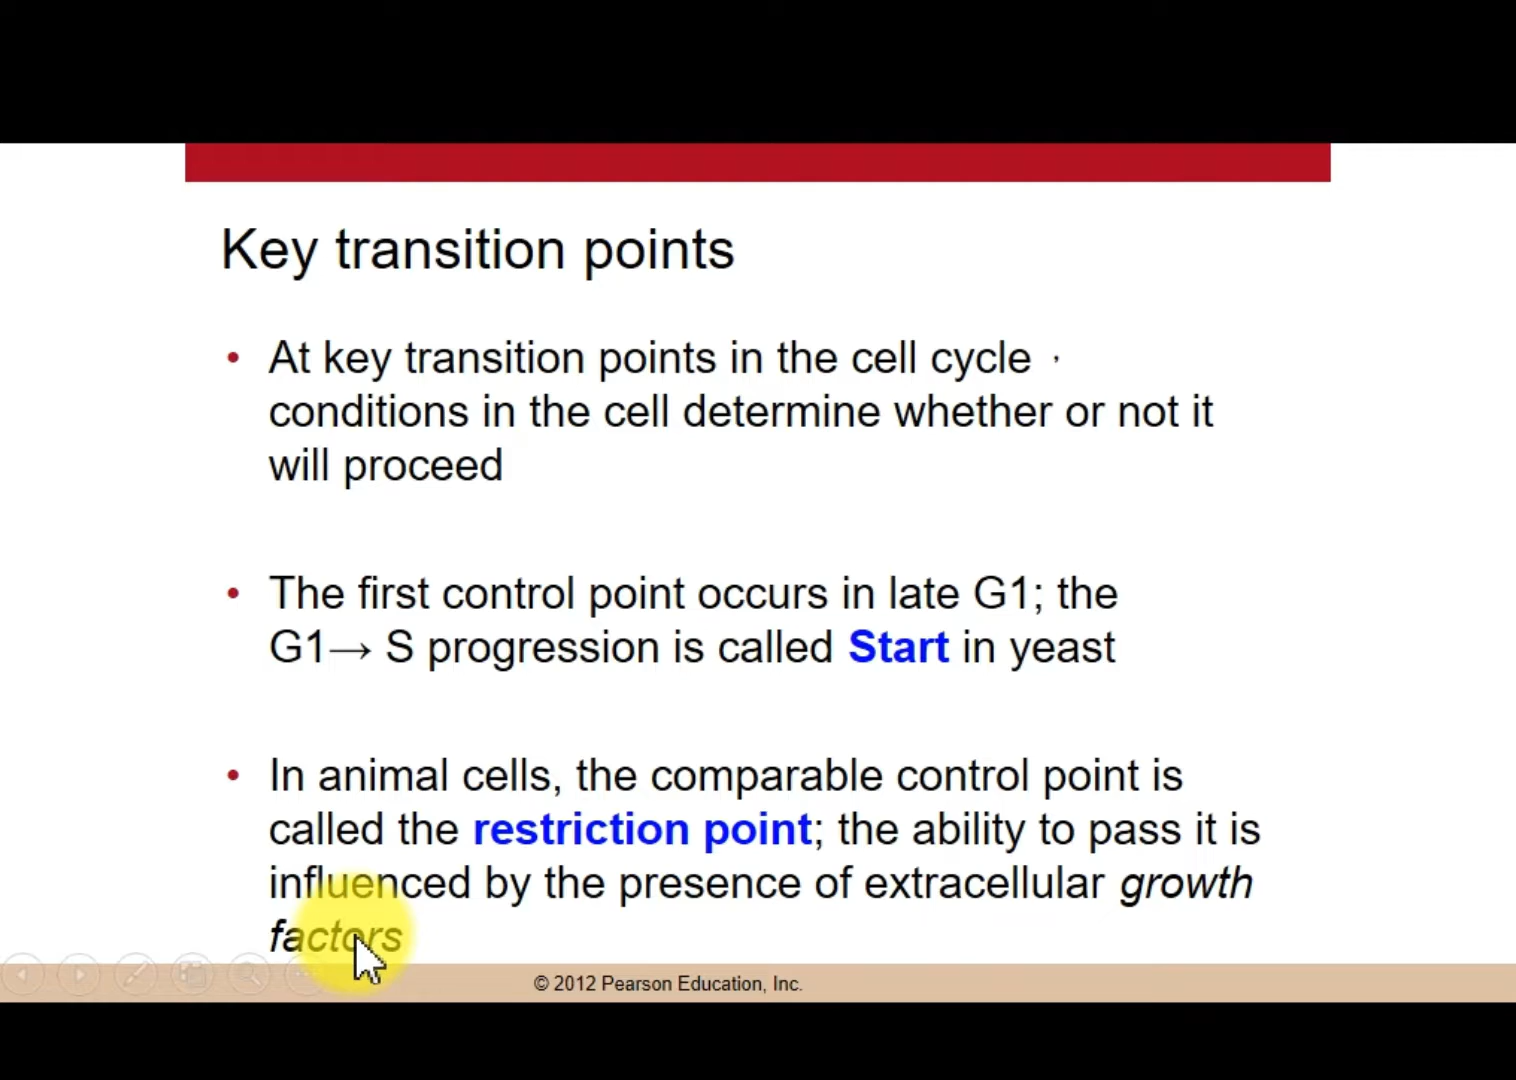 Key transition points
• At key transition points in the cell cycle ,
conditions in the cell determine whether or not it
will proceed
• The first control point occurs in late G1; the
G1→ S progression is called Start in yeast
• In animal cells, the comparable control point is
called the restriction point; the ability to pass it is
influenced by the presence of extracellular growth
factors
© 2012 Pearson Education, Inc.